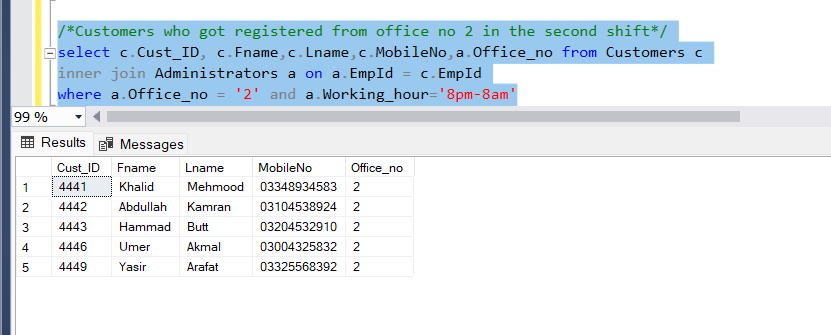 /*Customers who got registered from office no 2 in the second shift*/
select c.Cust_ID, c.Fname,c.Lname,c.MobileNo,a.Office_no from Customers c
inner join Administrators a on a.EmpId = c.EmpId
where a.Office_no = '2' and a.Working_hour='8pm-8am'
99 %
Results Messages
Cust_ID Fname Lname MobileNo Office_no
1 4441 Khalid Mehmood 03348934583 2
2 4442 Abdullah Kamran 03104538924 2
3 4443 Hammad Butt 03204532910 2
4 4446 Umer Akmal 03004325832 2
5 4449 Yasir Arafat 03325568392 2